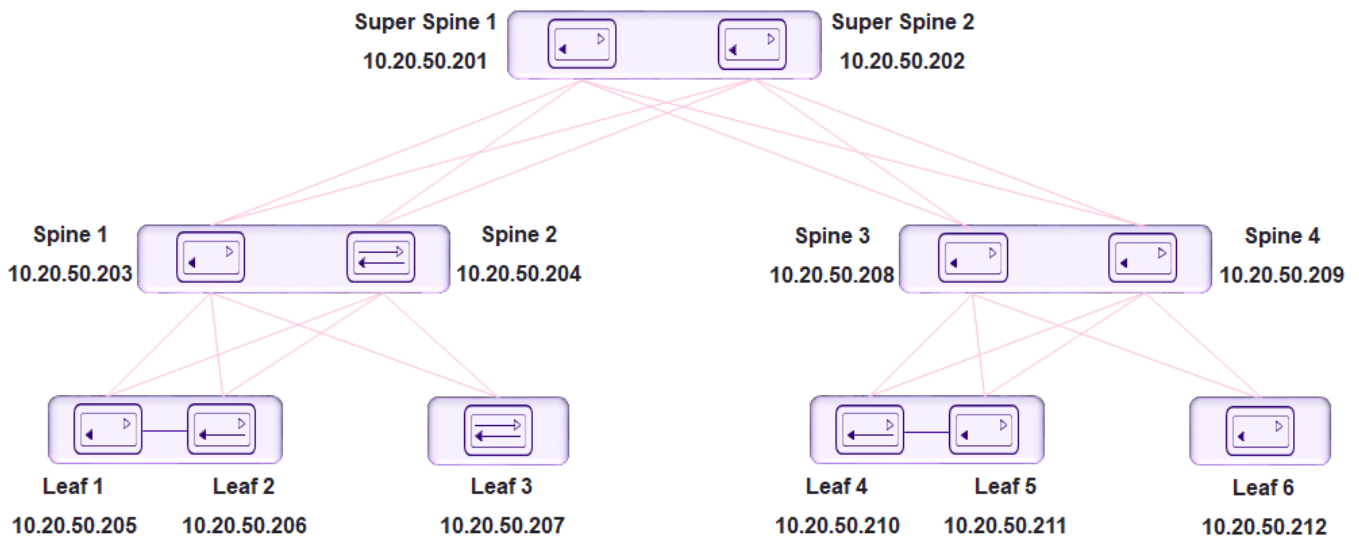 Super Spine 1
10.20.50.201
Super Spine 2
10.20.50.202
Spine 1
10.20.50.203
Spine 2
10.20.50.204
Spine 3
10.20.50.208
Spine 4
10.20.50.209
Leaf 1
10.20.50.205
Leaf 2
10.20.50.206
Leaf 3
10.20.50.207
Leaf 4
10.20.50.210
Leaf 5
10.20.50.211
Leaf 6
10.20.50.212